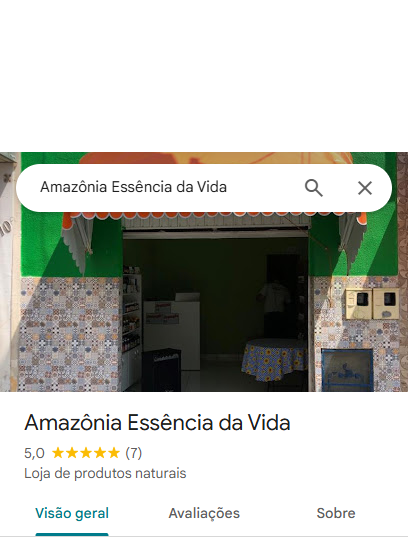 Amazônia Essência da Vida
Amazônia Essência da Vida
5,0 (7)
Loja de produtos naturais
Visão geral Avaliações Sobre